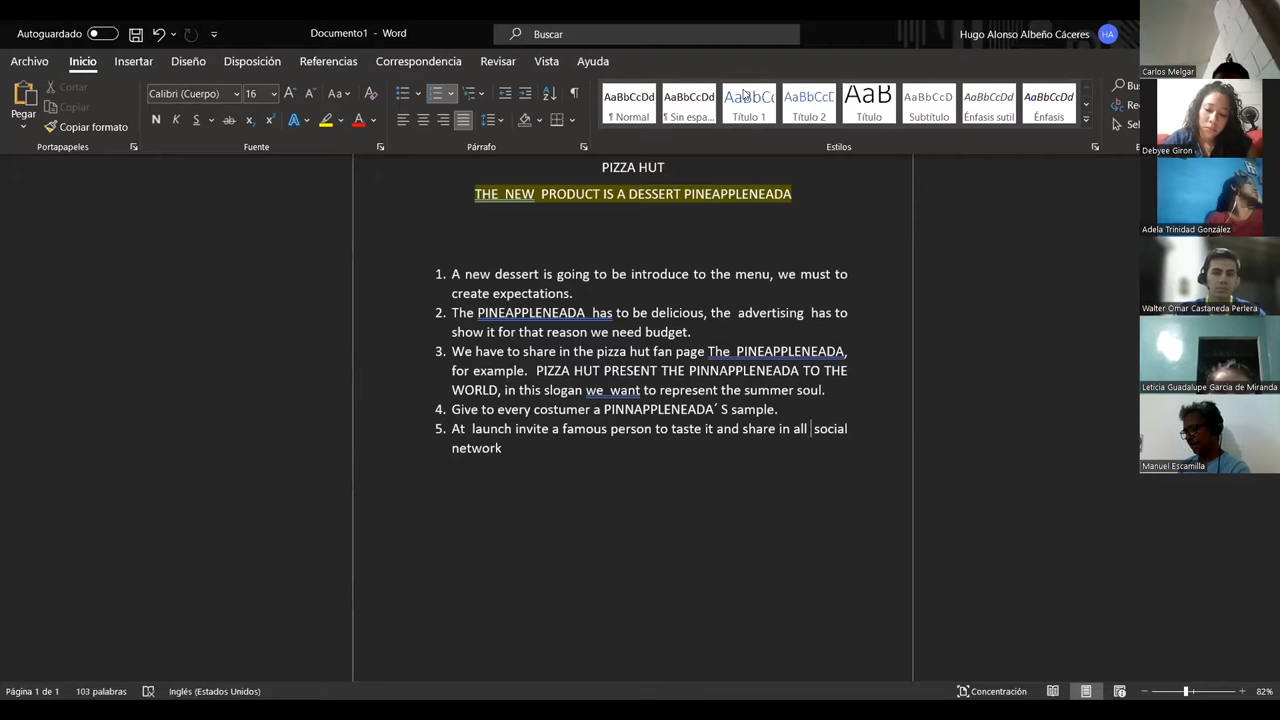 Autoguardado
Documento1 - Word
Buscar
Hugo Alonso Albeño Cáceres
HA
Archivo Inicio Insertar Diseño Disposición Referencias Correspondencia Revisar Vista Ayuda
Pegar
Cortar
Copiar
Copiar formato
Portapapeles
Calibri (Cuerpo) 16
Aa
N K S ab x₂ x² A A
Fuente
Párrafo
AaBbCcDd AaBbCcDd AaBbCc AaBbCcD AaB AaBbCcD AaBbCcDd AaBbCcDd
¶ Normal ¶ Sin espa... Título 1 Título 2 Título Subtítulo Énfasis sutil Énfasis
Estilos
PIZZA HUT
THE NEW PRODUCT IS A DESSERT PINEAPPLENEADA
1. A new dessert is going to be introduce to the menu, we must to
create expectations.
2. The PINEAPPLENEADA has to be delicious, the advertising has to
show it for that reason we need budget.
3. We have to share in the pizza hut fan page The PINEAPPLENEADA,
for example. PIZZA HUT PRESENT THE PINNAPPLENEADA TO THE
WORLD, in this slogan we want to represent the summer soul.
4. Give to every costumer a PINNAPPLENEADA´ S sample.
5. At launch invite a famous person to taste it and share in all social
network
Página 1 de 1 103 palabras Inglés (Estados Unidos)
Concentración
82%
Carlos Melgar
Debyee Giron
Adela Trinidad González
Walter Omar Castaneda Perlera
Leticia Guadalupe Garcia de Miranda
Manuel Escamilla